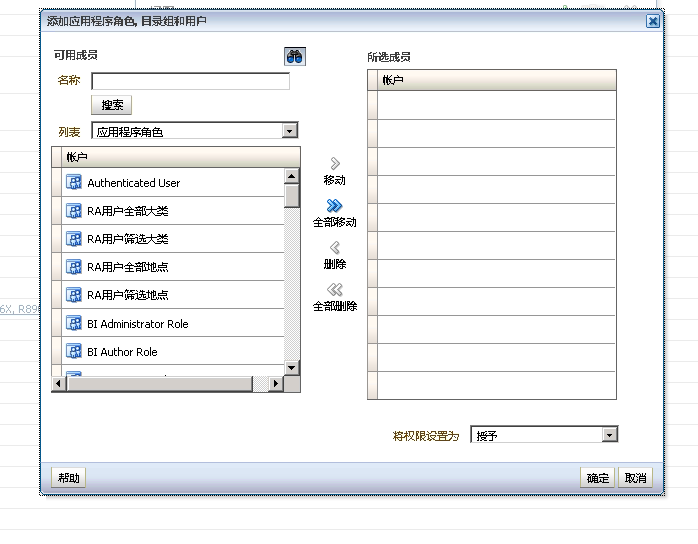 添加应用程序角色, 目录组和用户
可用成员
名称
搜索
列表 应用程序角色
帐户
Authenticated User
RA用户全部大类
RA用户筛选大类
RA用户全部地点
RA用户筛选地点
BI Administrator Role
BI Author Role
移动
全部移动
删除
全部删除
所选成员
帐户
将权限设置为 授予
帮助
确定
取消
6X, R896